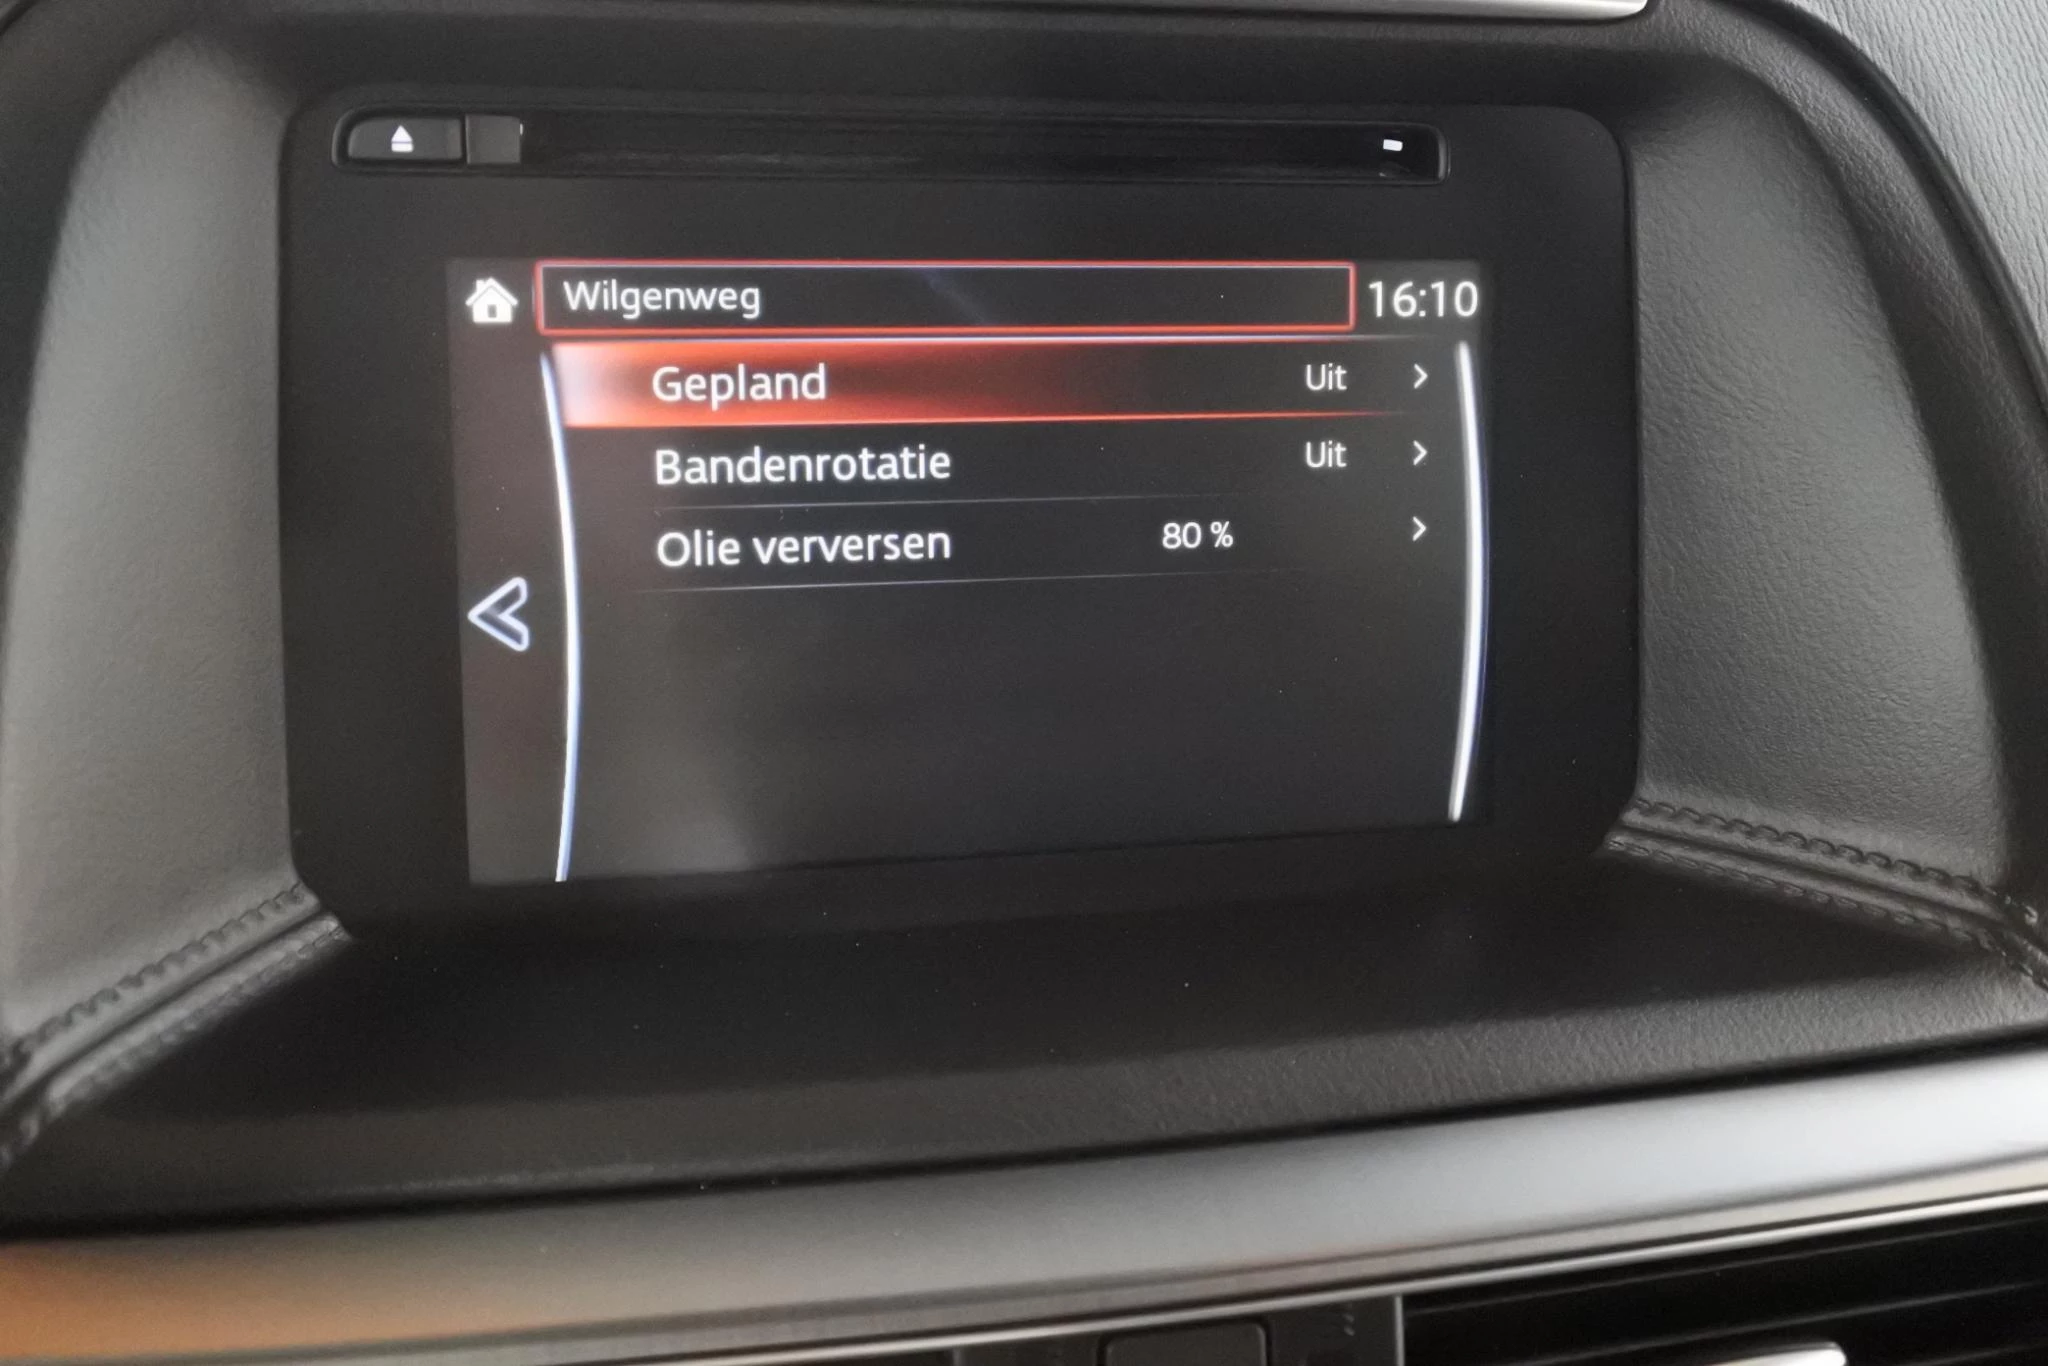 Wilgenweg 16:10
Gepland Uit
Bandenrotatie Uit
Olie verversen 80 %